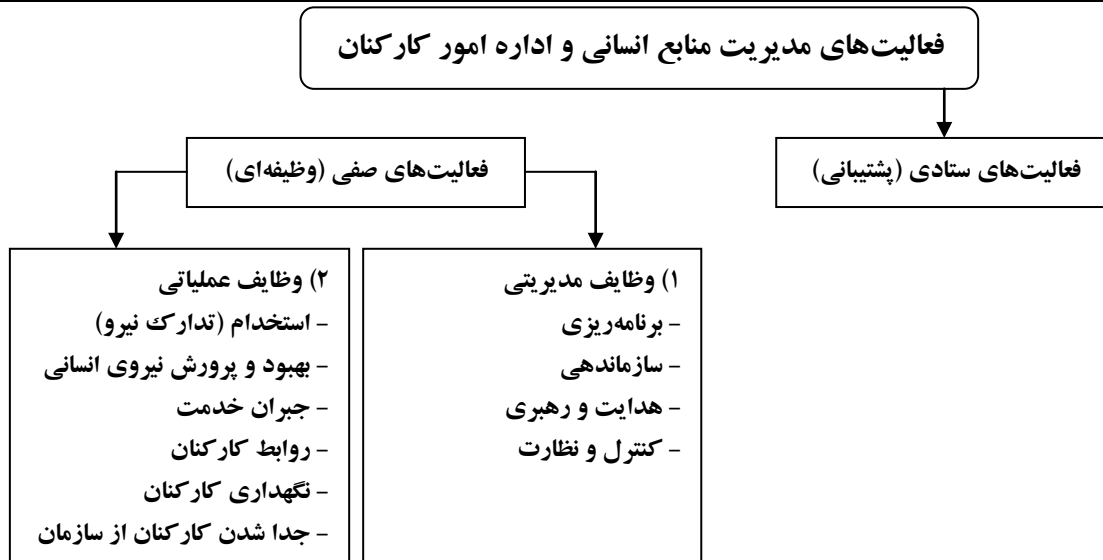 فعالیت‌های مدیریت منابع انسانی و اداره امور کارکنان
فعالیت‌های ستادی (پشتیبانی)
فعالیت‌های صفی (وظیفه‌ای)
۱) وظایف مدیریتی
- برنامه‌ریزی
- سازماندهی
- هدایت و رهبری
- کنترل و نظارت
۲) وظایف عملیاتی
- استخدام (تدارک نیرو)
- بهبود و پرورش نیروی انسانی
- جبران خدمت
- روابط کارکنان
- نگهداری کارکنان
- جدا شدن کارکنان از سازمان